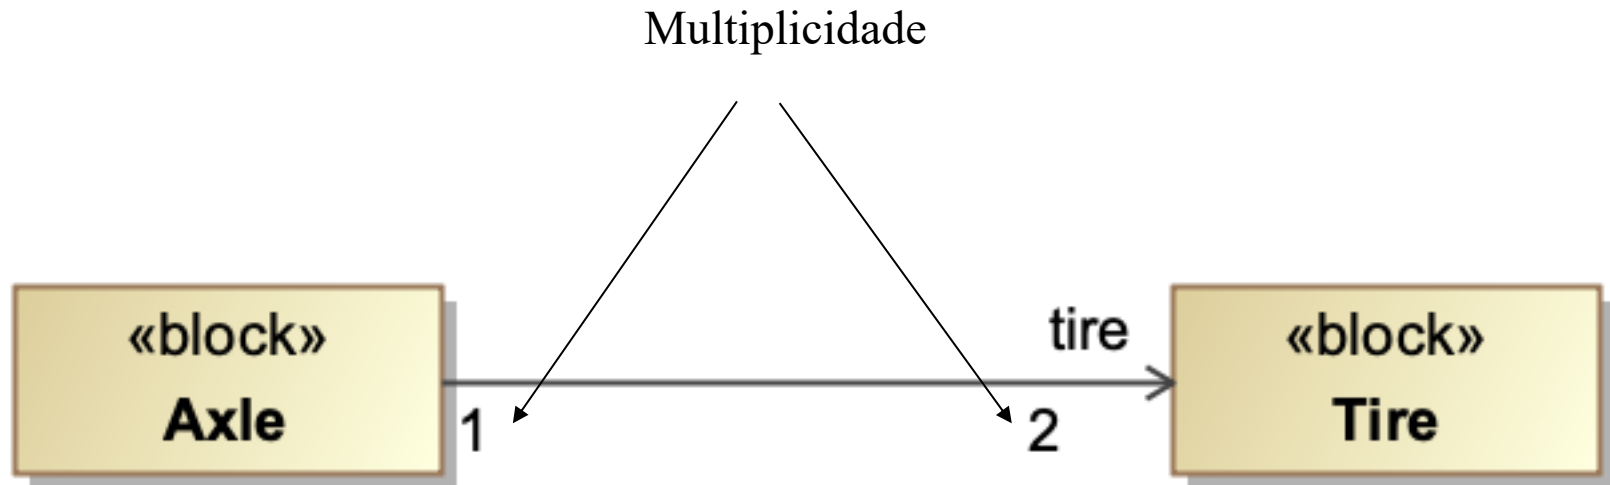 Multiplicidade
«block»
Axle
1
tire
2
«block»
Tire